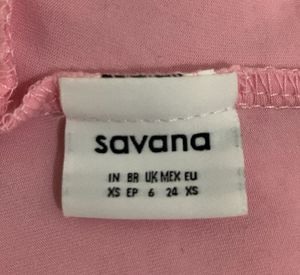 savana
IN BR UK MEX EU
XS EP 6 24 XS